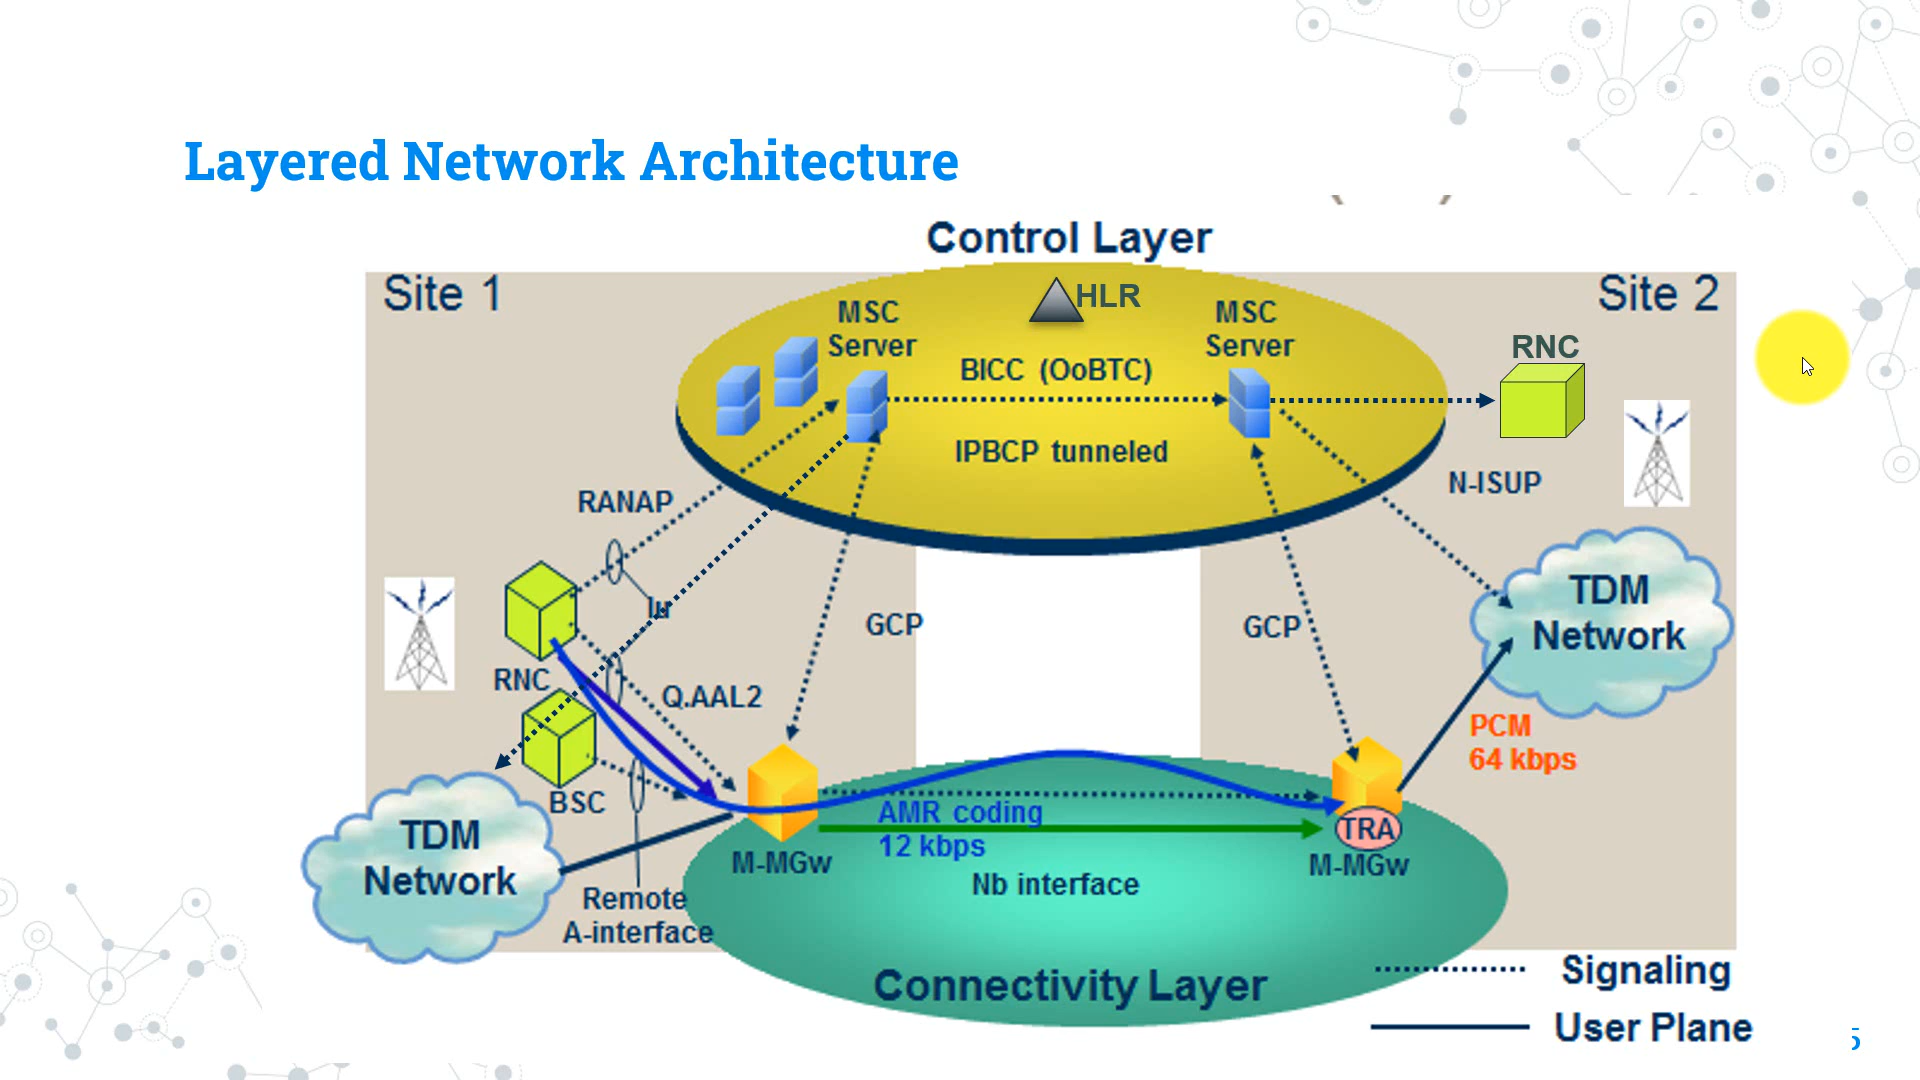 Layered Network Architecture
Control Layer
Site 1
Site 2
HLR
MSC
Server
MSC
Server
RNC
BICC (OoBTC)
IPBCP tunneled
N-ISUP
RANAP
Iu
GCP
GCP
TDM
Network
RNC
Q.AAL2
PCM
64 kbps
BSC
AMR coding
12 kbps
TRA
M-MGw
M-MGw
TDM
Network
Nb interface
Remote
A-interface
Connectivity Layer
Signaling
User Plane
5